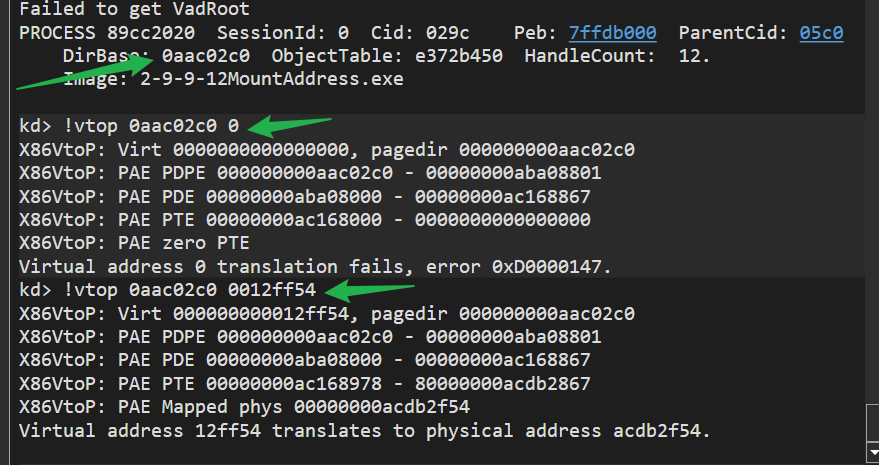 Failed to get VadRoot
PROCESS 89cc2020  SessionId: 0  Cid: 029c    Peb: 7ffdb000  ParentCid: 05c0
    DirBase: 0aac02c0  ObjectTable: e372b450  HandleCount:  12.
    Image: 2-9-9-12MountAddress.exe
kd> !vtop 0aac02c0 0
X86VtoP: Virt 0000000000000000, pagedir 000000000aac02c0
X86VtoP: PAE PDPE 000000000aac02c0 - 00000000aba08801
X86VtoP: PAE PDE 00000000aba08000 - 00000000ac168867
X86VtoP: PAE PTE 00000000ac168000 - 0000000000000000
X86VtoP: PAE zero PTE
Virtual address 0 translation fails, error 0xD0000147.
kd> !vtop 0aac02c0 0012ff54
X86VtoP: Virt 000000000012ff54, pagedir 000000000aac02c0
X86VtoP: PAE PDPE 000000000aac02c0 - 00000000aba08801
X86VtoP: PAE PDE 00000000aba08000 - 00000000ac168867
X86VtoP: PAE PTE 00000000ac168978 - 80000000acdb2867
X86VtoP: PAE Mapped phys 00000000acdb2f54
Virtual address 12ff54 translates to physical address acdb2f54.